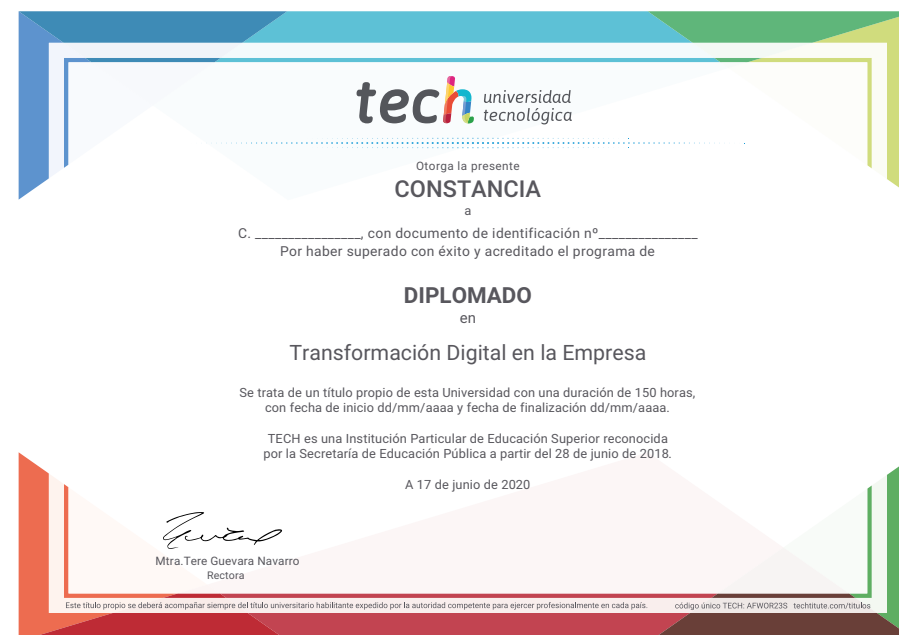 tech universidad
tecnológica
Otorga la presente
CONSTANCIA
a
C. ________________, con documento de identificación nº_______________
Por haber superado con éxito y acreditado el programa de
DIPLOMADO
en
Transformación Digital en la Empresa
Se trata de un título propio de esta Universidad con una duración de 150 horas,
con fecha de inicio dd/mm/aaaa y fecha de finalización dd/mm/aaaa.
TECH es una Institución Particular de Educación Superior reconocida
por la Secretaría de Educación Pública a partir del 28 de junio de 2018.
A 17 de junio de 2020
Mtra.Tere Guevara Navarro
Rectora
Este título propio se deberá acompañar siempre del título universitario habilitante expedido por la autoridad competente para ejercer profesionalmente en cada país. código único TECH: AFWOR23S techtitute.com/titulos